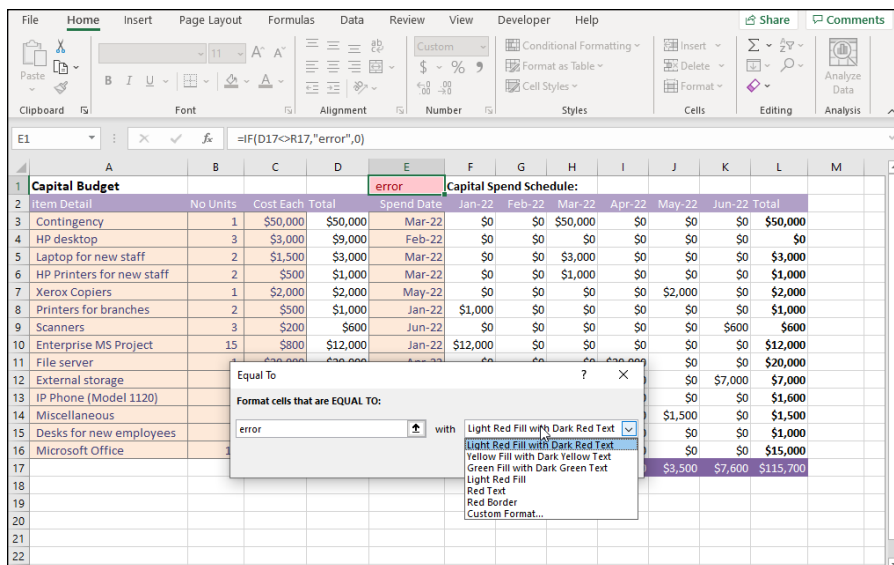 File Home Insert Page Layout Formulas Data Review View Developer Help Share Comments
Paste
11 A^ A˅
B I U A
ab
Custom
$ % 9
Conditional Formatting
Format as Table
Cell Styles
Insert
Delete
Format
Analyze
Data
Clipboard Font Alignment Number Styles Cells Editing Analysis
E1 fx =IF(D17<>R17,"error",0)
A B C D E F G H I J K L M
1 Capital Budget error Capital Spend Schedule:
2 item Detail No Units Cost Each Total Spend Date Jan-22 Feb-22 Mar-22 Apr-22 May-22 Jun-22 Total
3 Contingency 1 $50,000 $50,000 Mar-22 $0 $0 $50,000 $0 $0 $0 $50,000
4 HP desktop 3 $3,000 $9,000 Feb-22 $0 $0 $0 $0 $0 $0 $0
5 Laptop for new staff 2 $1,500 $3,000 Mar-22 $0 $0 $3,000 $0 $0 $0 $3,000
6 HP Printers for new staff 2 $500 $1,000 Mar-22 $0 $0 $1,000 $0 $0 $0 $1,000
7 Xerox Copiers 1 $2,000 $2,000 May-22 $0 $0 $0 $0 $2,000 $0 $2,000
8 Printers for branches 2 $500 $1,000 Jan-22 $1,000 $0 $0 $0 $0 $0 $1,000
9 Scanners 3 $200 $600 Jun-22 $0 $0 $0 $0 $0 $600 $600
10 Enterprise MS Project 15 $800 $12,000 Jan-22 $12,000 $0 $0 $0 $0 $0 $12,000
11 File server $0 $0 $20,000
12 External storage $0 $7,000 $7,000
13 IP Phone (Model 1120) $0 $0 $1,600
14 Miscellaneous $1,500 $0 $1,500
15 Desks for new employees $0 $0 $1,000
16 Microsoft Office 1 $0 $0 $15,000
17 $3,500 $7,600 $115,700
18
19
20
21
22
Equal To ? X
Format cells that are EQUAL TO:
error with Light Red Fill with Dark Red Text
Light Red Fill with Dark Red Text
Yellow Fill with Dark Yellow Text
Green Fill with Dark Green Text
Light Red Fill
Red Text
Red Border
Custom Format...